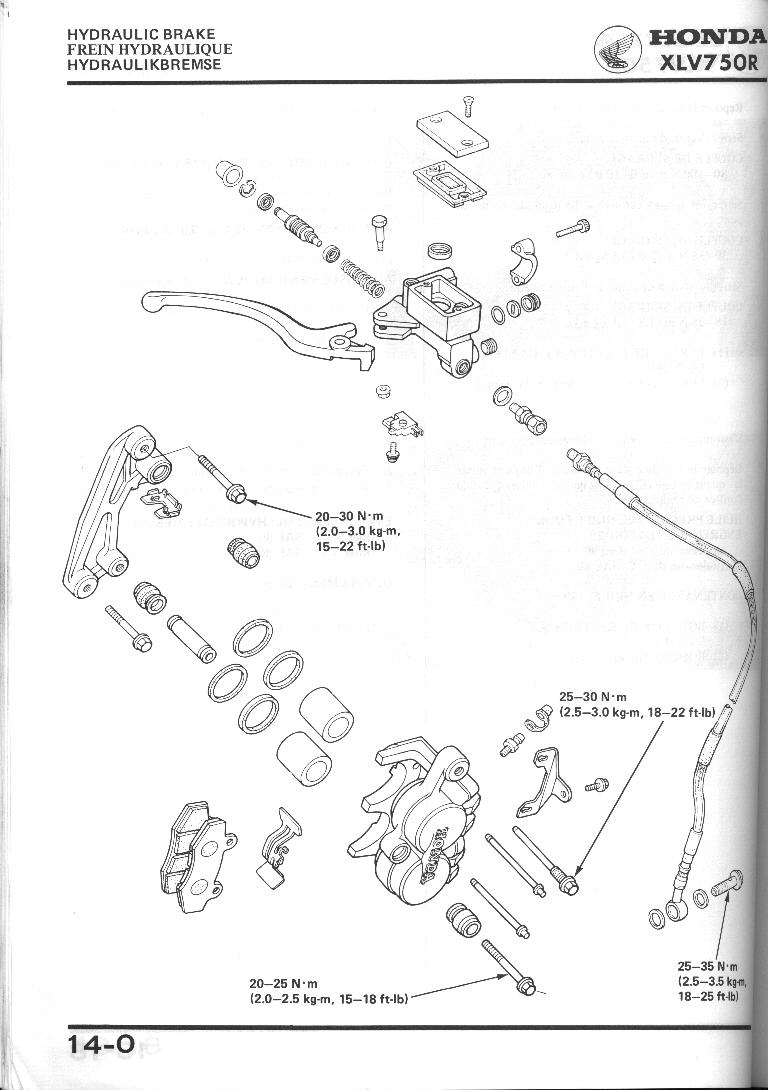 HYDRAULIC BRAKE
FREIN HYDRAULIQUE
HYDRAULIKBREMSE
HONDA
XLV750R
20–30 N·m
(2.0–3.0 kg-m,
15–22 ft-lb)
25–30 N·m
(2.5–3.0 kg-m, 18–22 ft-lb)
HONDA
20–25 N·m
(2.0–2.5 kg-m, 15–18 ft-lb)
25–35 N·m
(2.5–3.5 kg-m,
18–25 ft-lb)
14-0